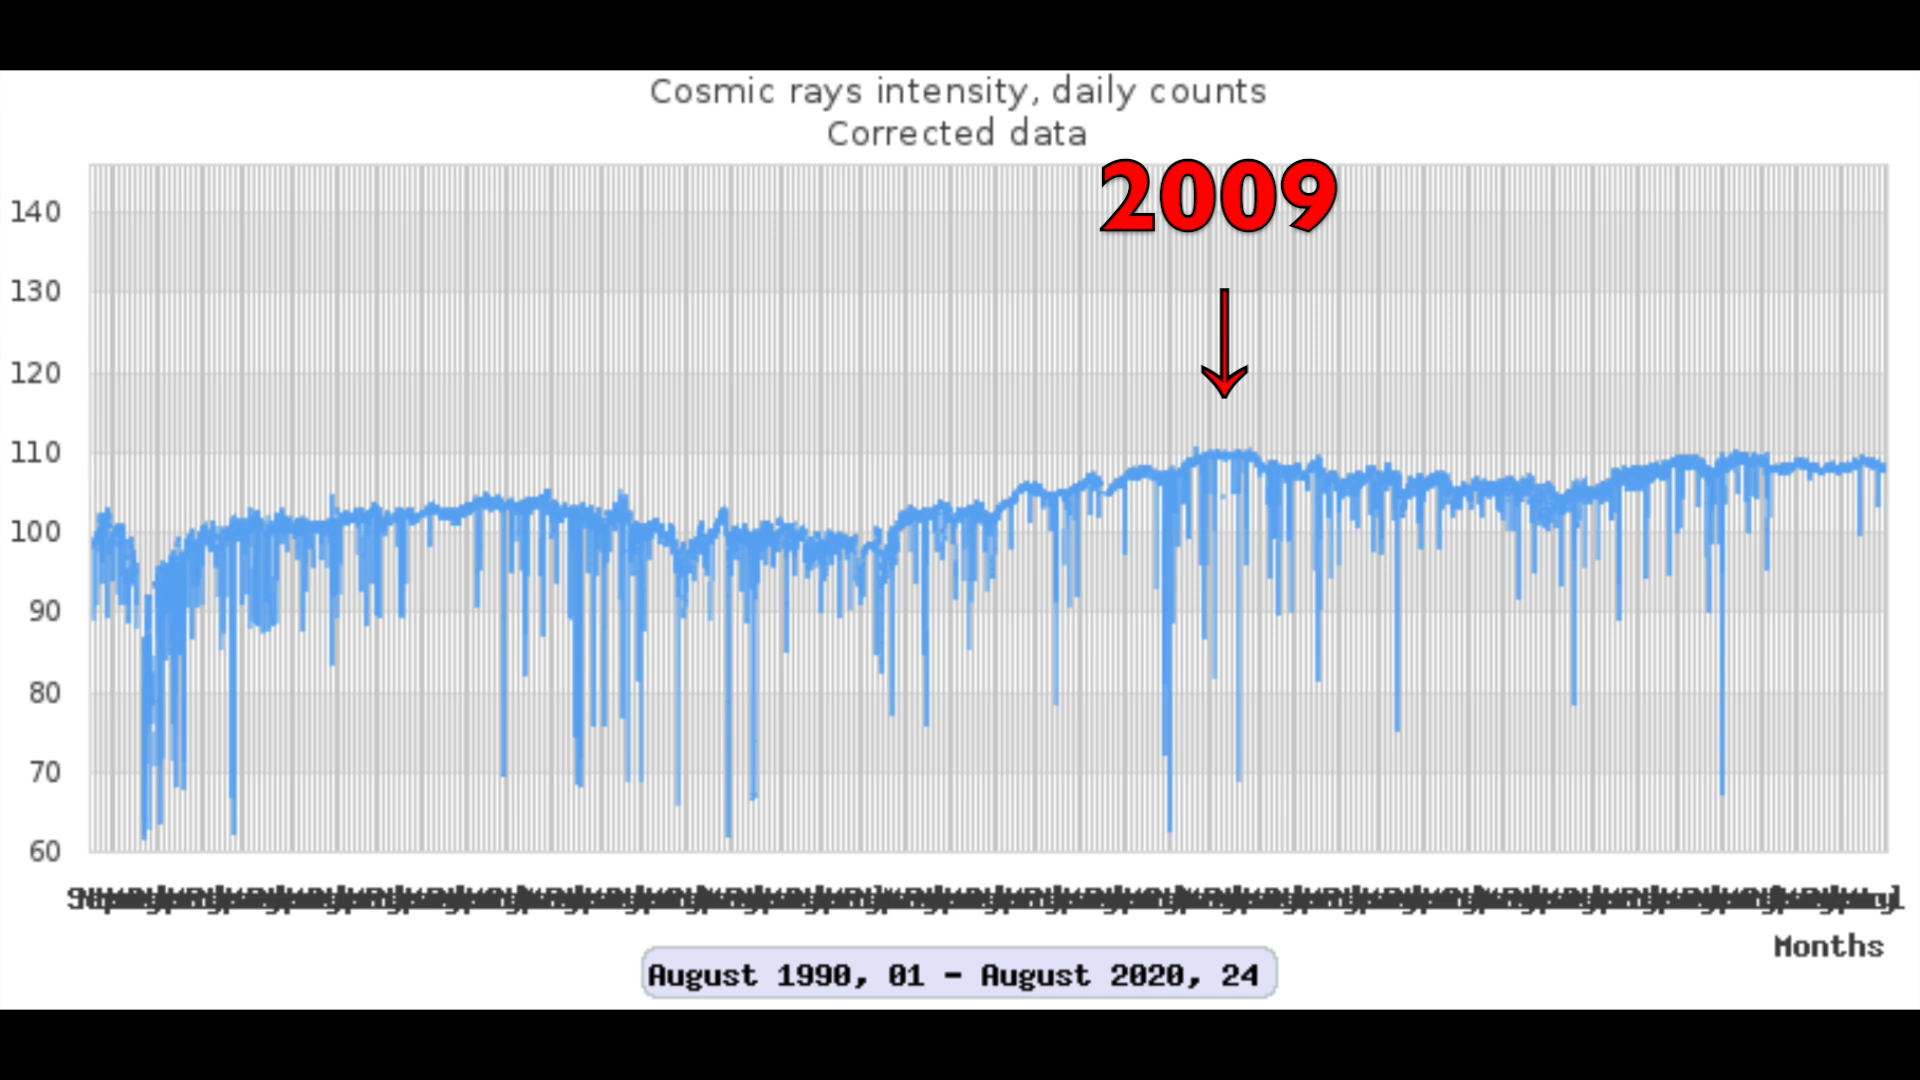 Cosmic rays intensity, daily counts
Corrected data
2009
140
130
120
110
100
90
80
70
60
Months
August 1990, 01 - August 2020, 24